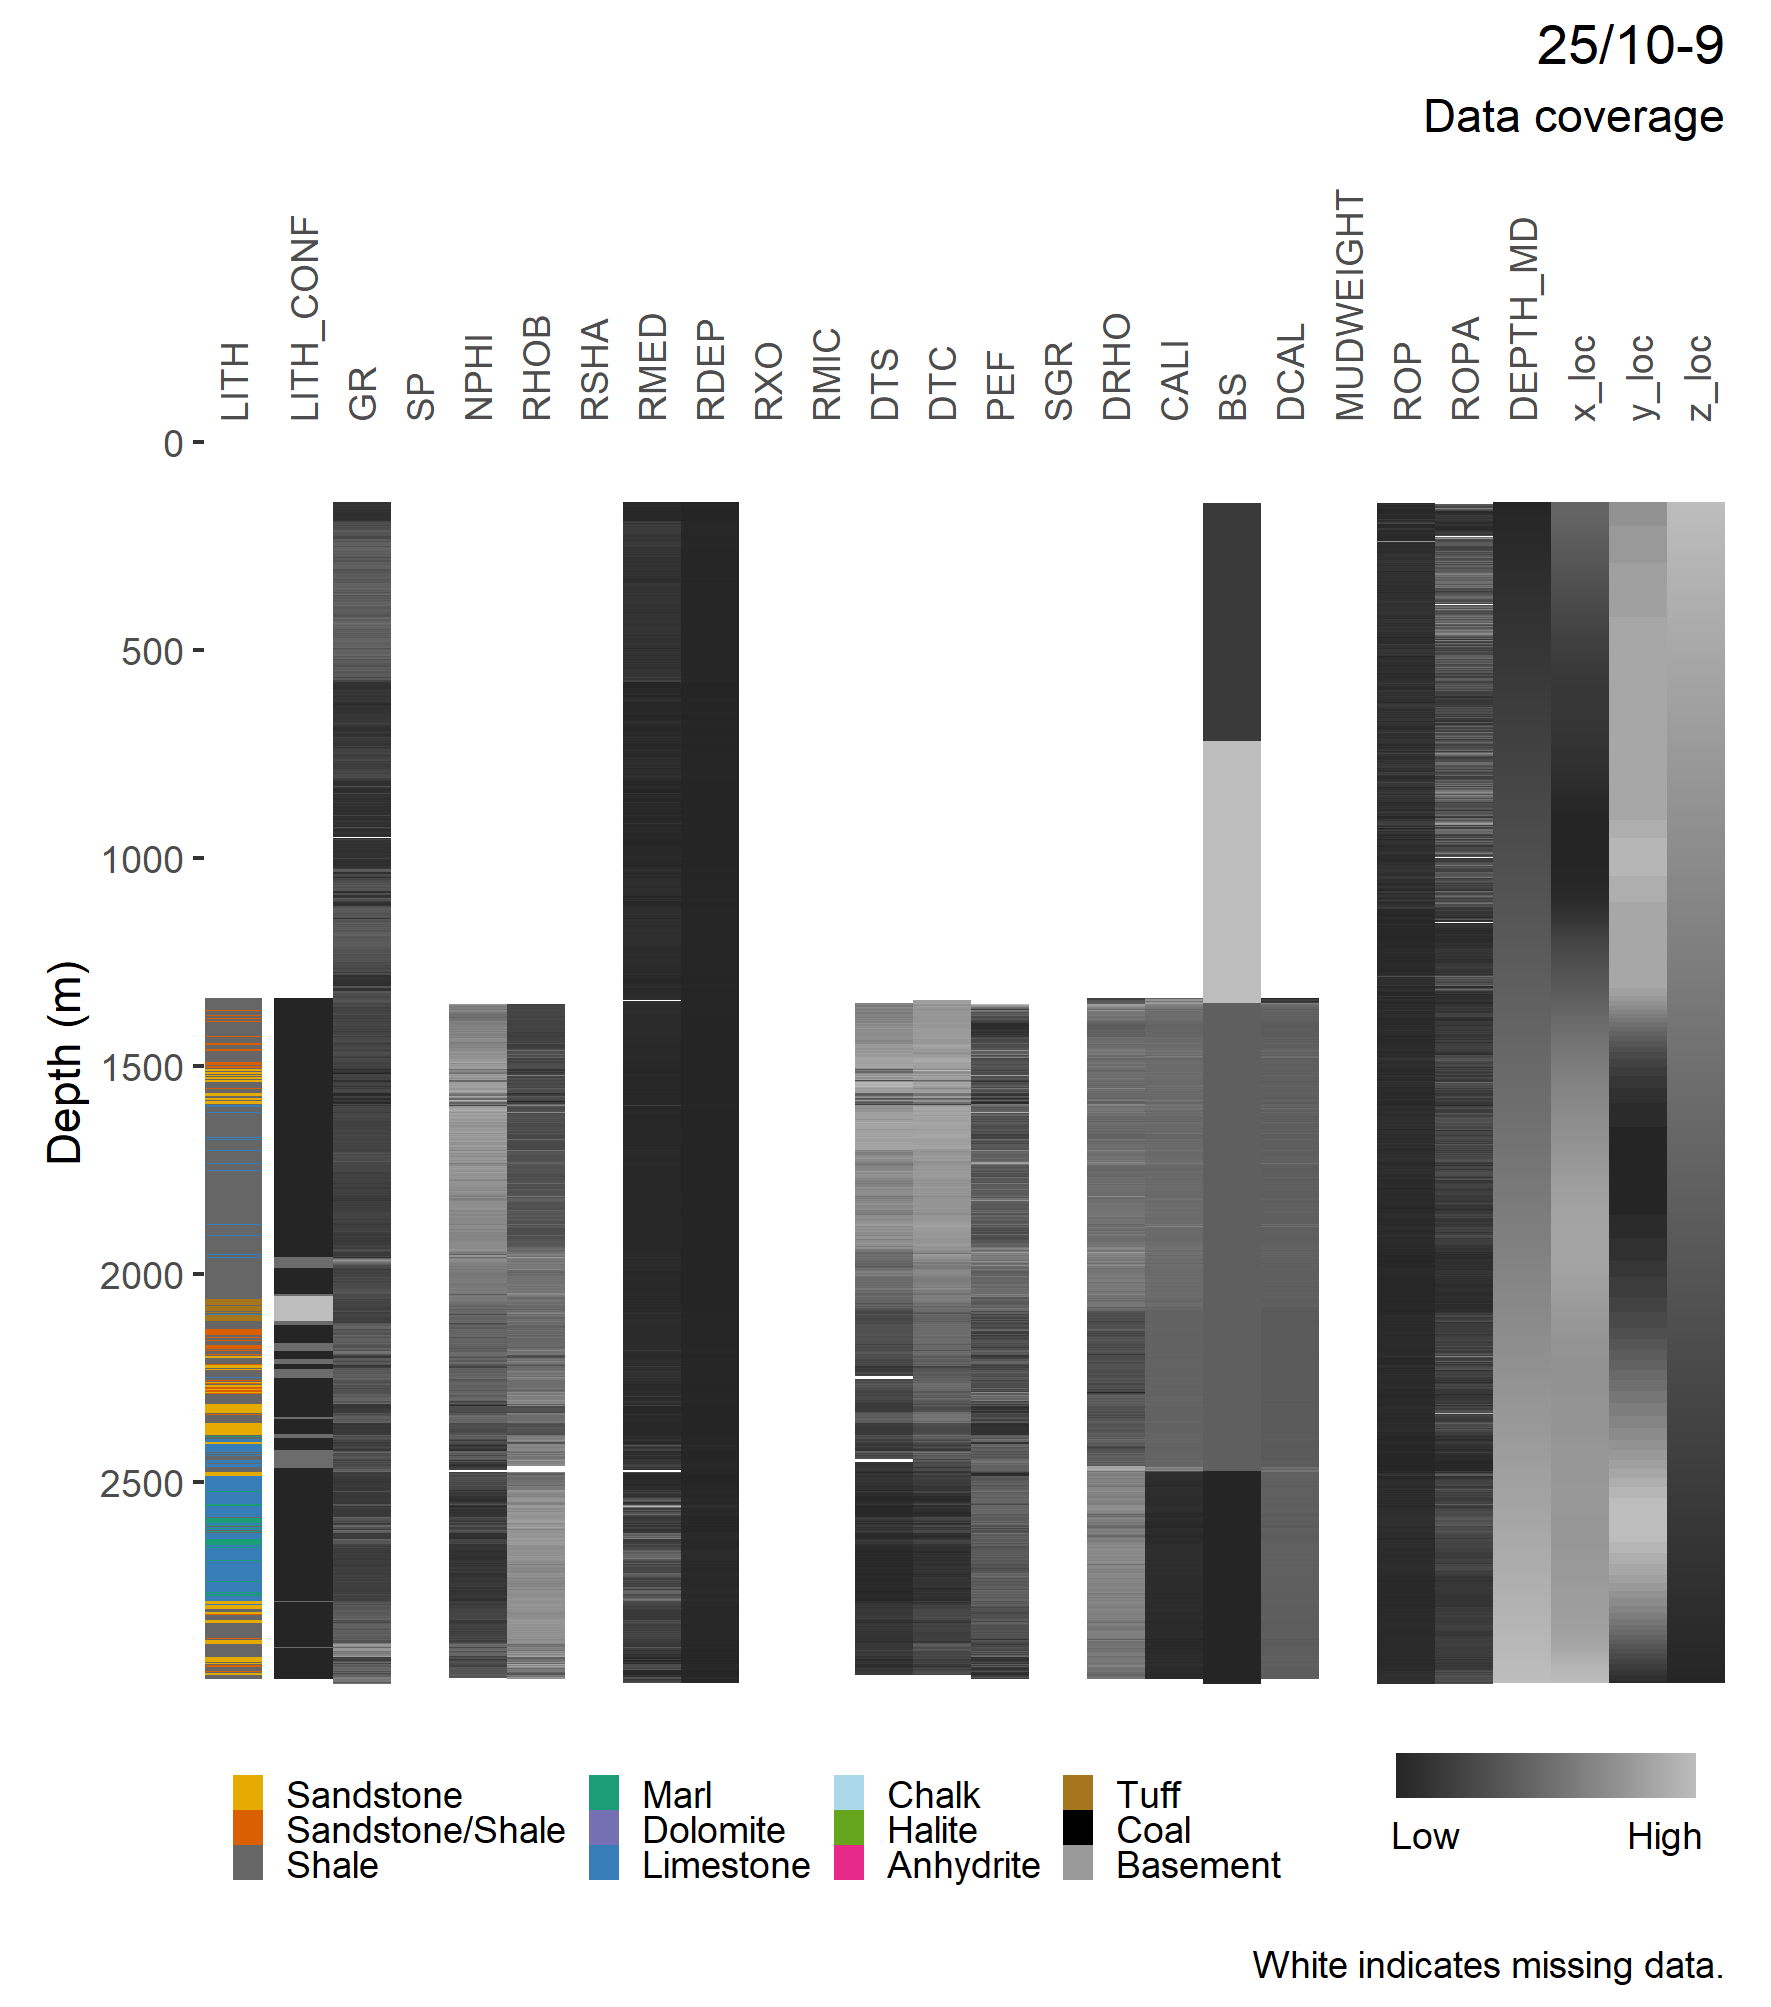 25/10-9
Data coverage
LITH
LITH_CONF
GR
SP
NPHI
RHOB
RSHA
RMED
RDEP
RXO
RMIC
DTS
DTC
PEF
SGR
DRHO
CALI
BS
DCAL
MUDWEIGHT
ROP
ROPA
DEPTH_MD
x_loc
y_loc
z_loc
0
500
1000
1500
2000
2500
Depth (m)
Sandstone
Sandstone/Shale
Shale
Marl
Dolomite
Limestone
Chalk
Halite
Anhydrite
Tuff
Coal
Basement
Low High
White indicates missing data.